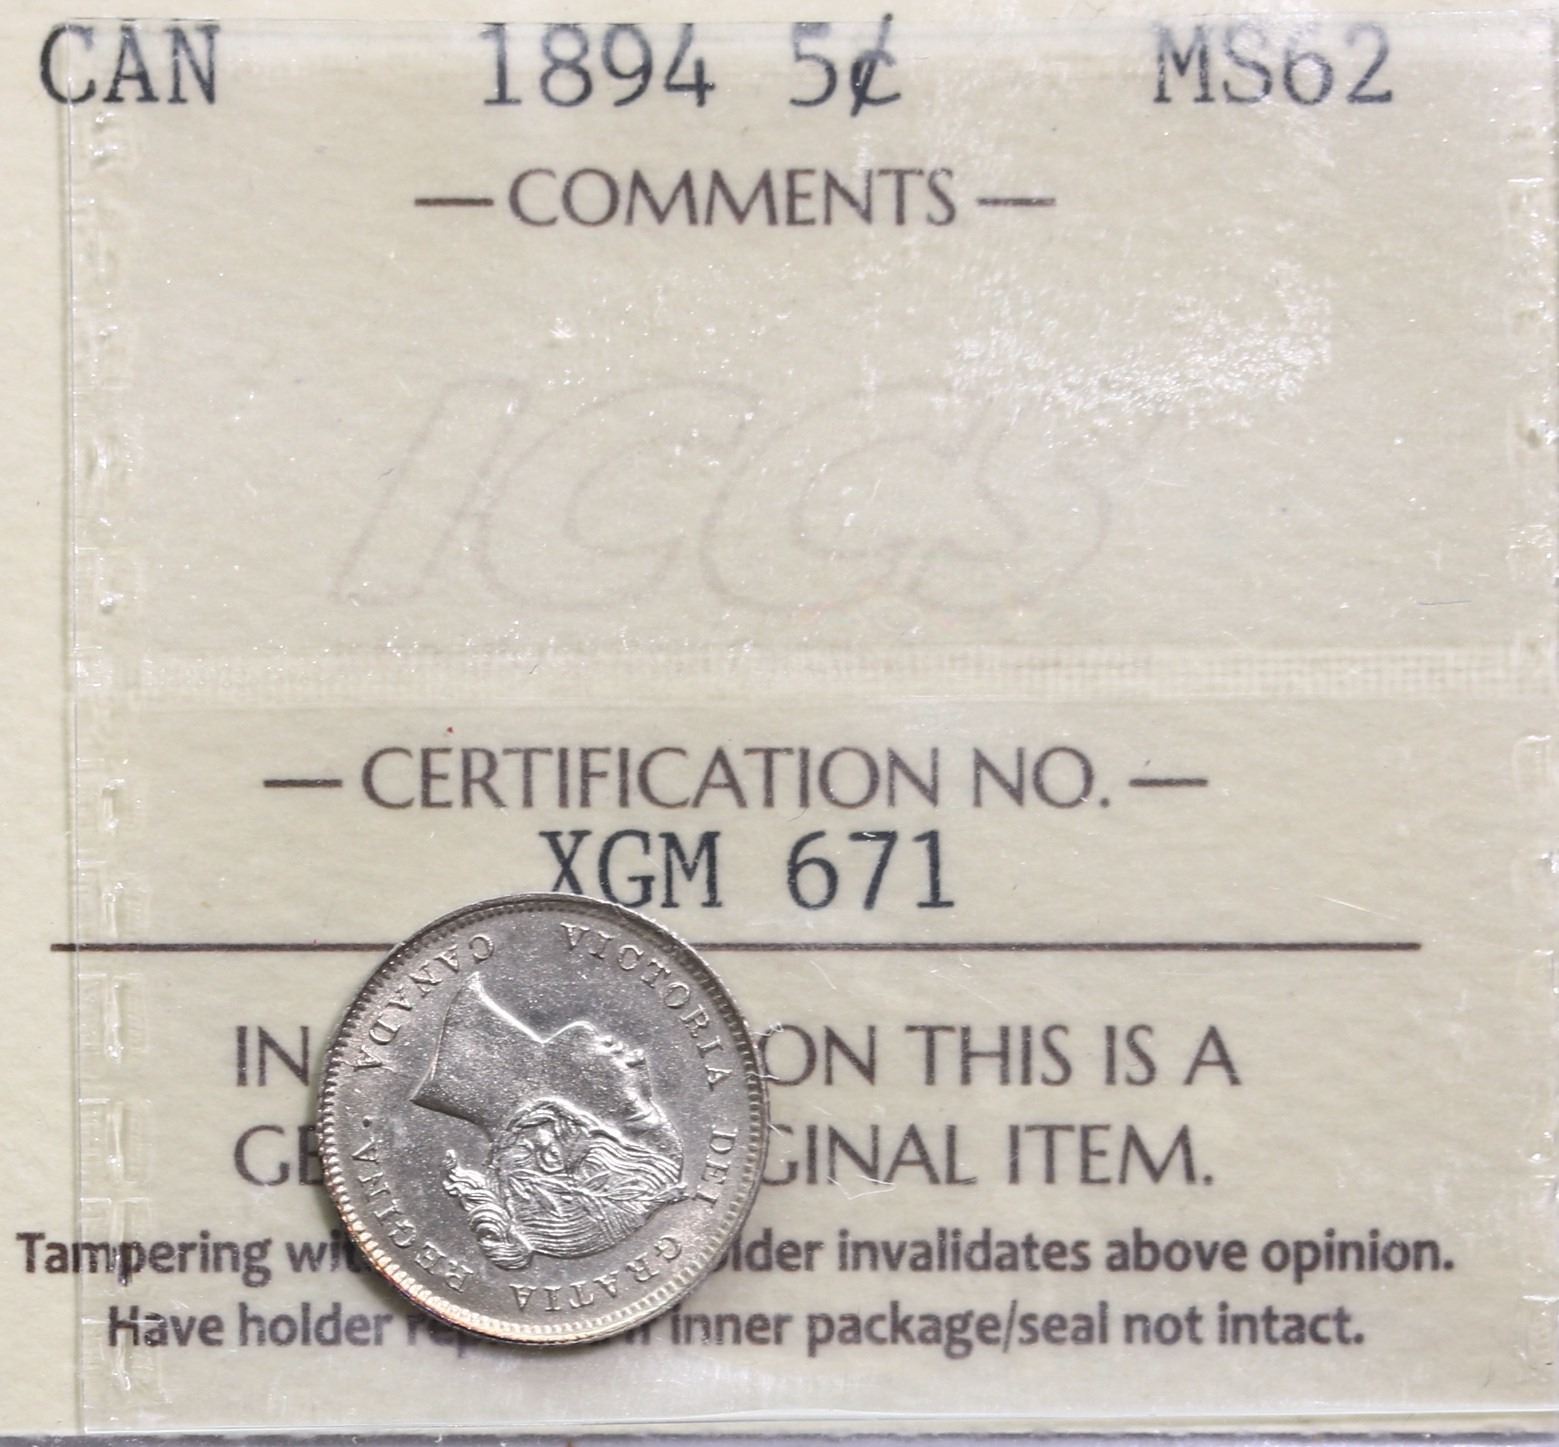 CAN 1894 5¢ MS62
— COMMENTS —
ICCS
— CERTIFICATION NO. —
XGM 671
IN ON THIS IS A
GE GINAL ITEM.
Tampering wi lder invalidates above opinion.
Have holder rep inner package/seal not intact.
VICTORIA DEI GRATIA REGINA. CANADA